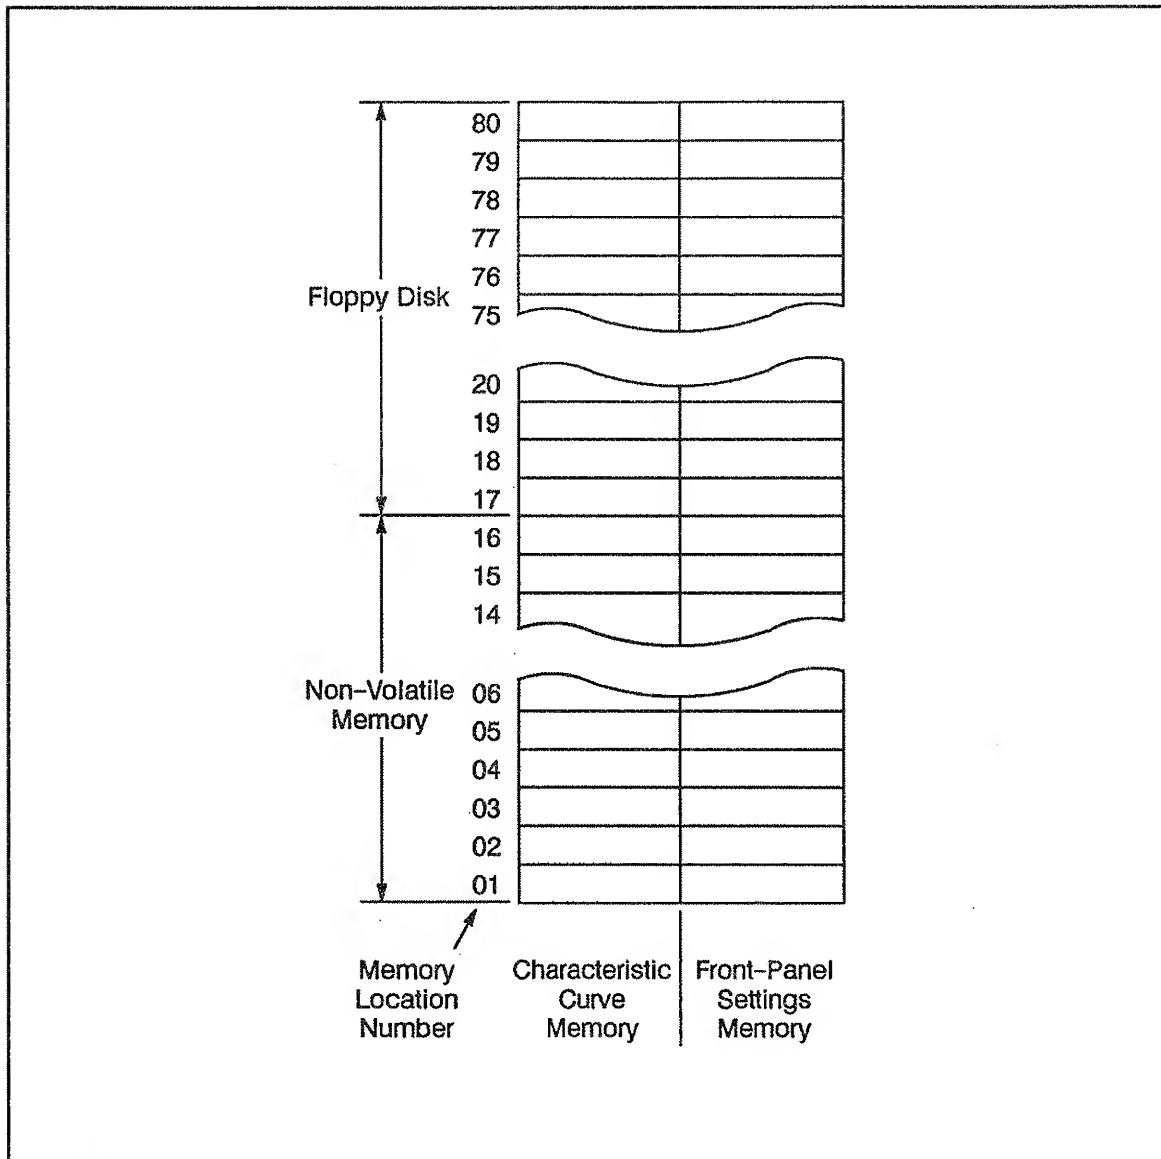 80
79
78
77
76
Floppy Disk
75
20
19
18
17
16
15
14
Non-Volatile
Memory
06
05
04
03
02
01
Memory
Location
Number
Characteristic
Curve
Memory
Front-Panel
Settings
Memory